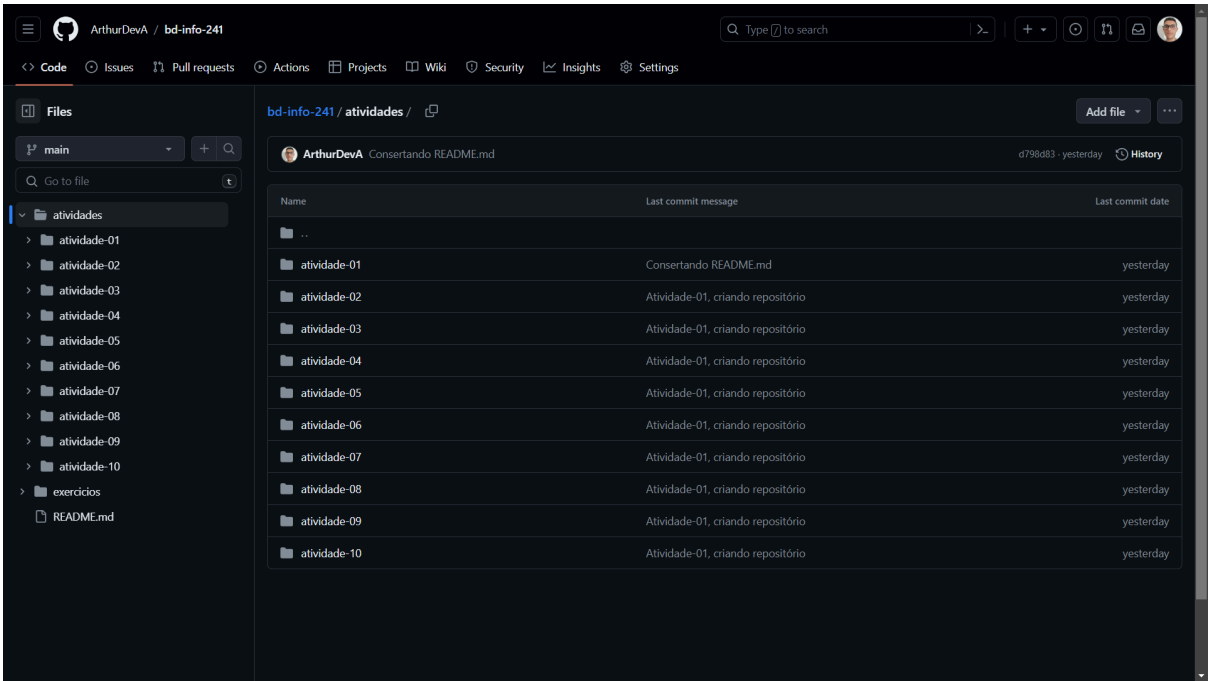 ArthurDevA / bd-info-241
Type / to search
Code Issues Pull requests Actions Projects Wiki Security Insights Settings
Files
bd-info-241 / atividades /
Add file
main
ArthurDevA Consertando README.md
d798d83 · yesterday History
Go to file t
Name Last commit message Last commit date
atividades
..
atividade-01
atividade-02
atividade-03
atividade-04
atividade-05
atividade-06
atividade-07
atividade-08
atividade-09
atividade-10
exercicios
README.md
atividade-01 Consertando README.md yesterday
atividade-02 Atividade-01, criando repositório yesterday
atividade-03 Atividade-01, criando repositório yesterday
atividade-04 Atividade-01, criando repositório yesterday
atividade-05 Atividade-01, criando repositório yesterday
atividade-06 Atividade-01, criando repositório yesterday
atividade-07 Atividade-01, criando repositório yesterday
atividade-08 Atividade-01, criando repositório yesterday
atividade-09 Atividade-01, criando repositório yesterday
atividade-10 Atividade-01, criando repositório yesterday